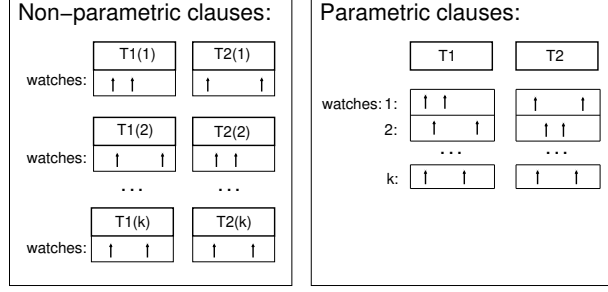 Non−parametric clauses:
T1(1) T2(1)
watches:
T1(2) T2(2)
watches:
...
...
T1(k) T2(k)
watches:
Parametric clauses:
T1 T2
watches: 1:
2:
...
...
k: